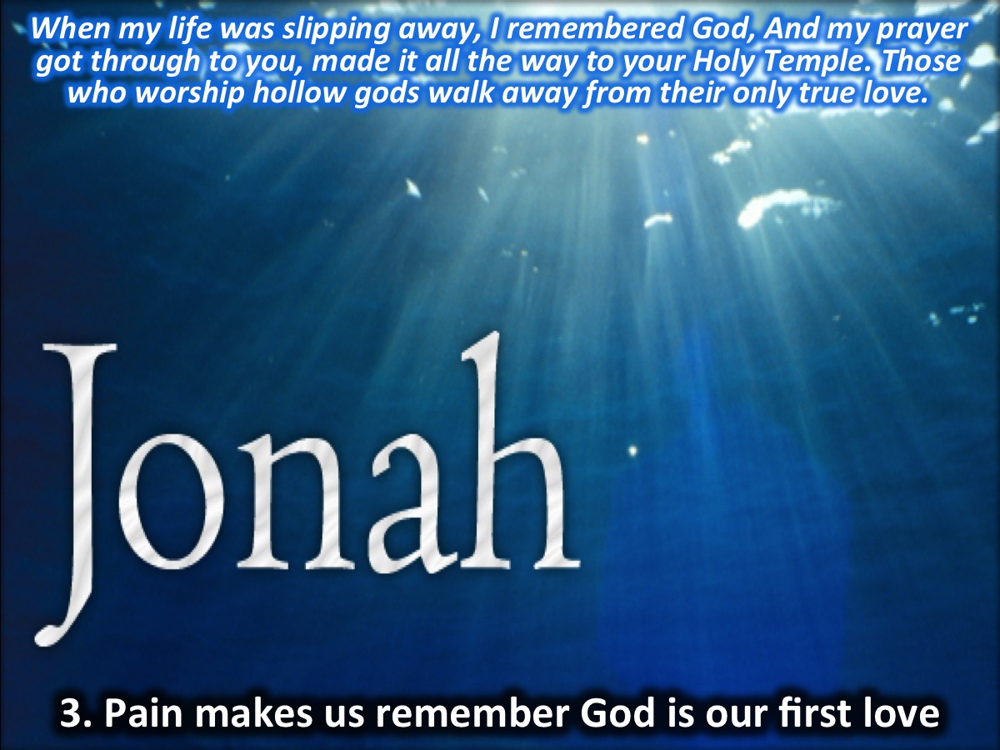 When my life was slipping away, I remembered God, And my prayer
got through to you, made it all the way to your Holy Temple. Those
who worship hollow gods walk away from their only true love.
Jonah
3. Pain makes us remember God is our first love